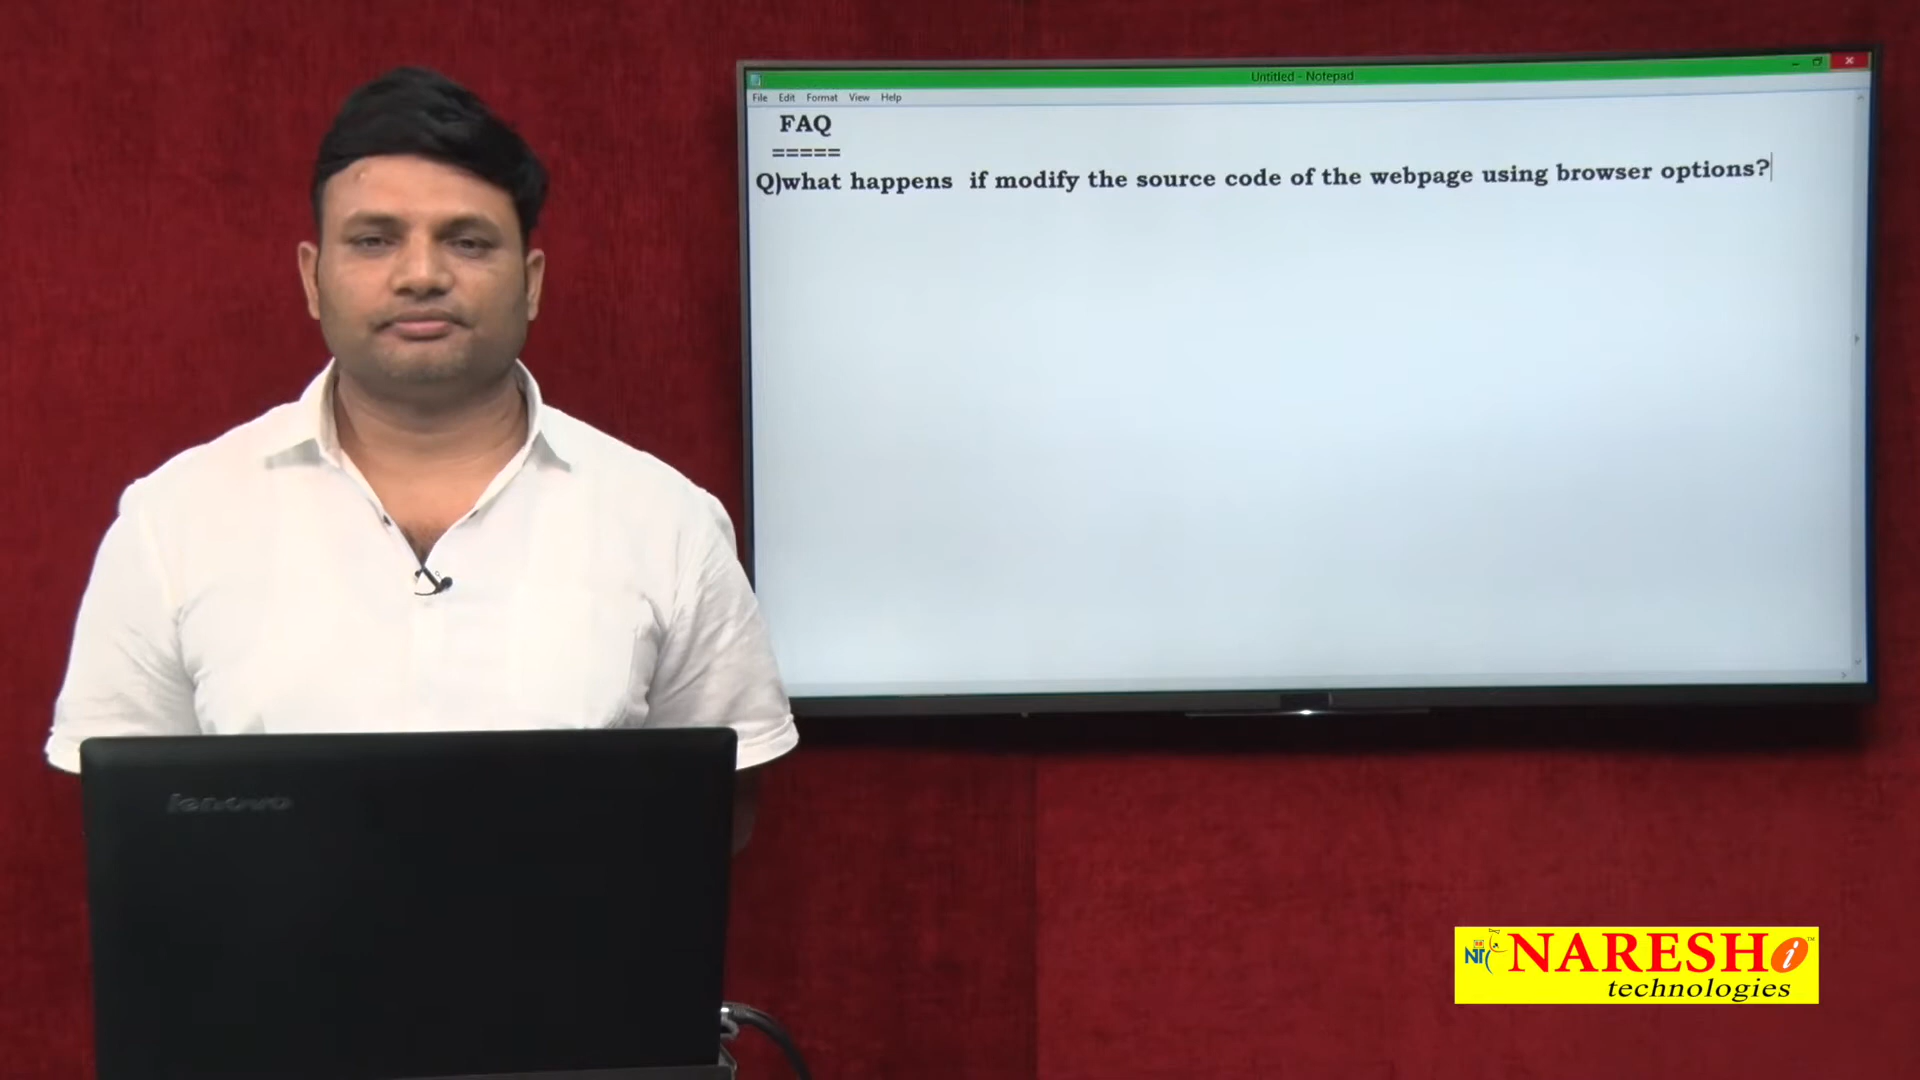 Untitled - Notepad
File Edit Format View Help
FAQ
=====
Q)what happens  if modify the source code of the webpage using browser options?
lenovo
NARESH i
technologies